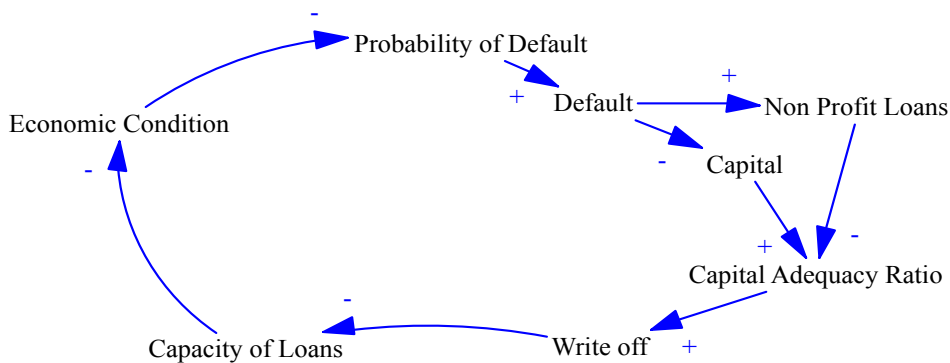 -
Probability of Default
+
+
Default
Non Profit Loans
Economic Condition
-
-
Capital
-
+
-
Capital Adequacy Ratio
-
Capacity of Loans
Write off
+